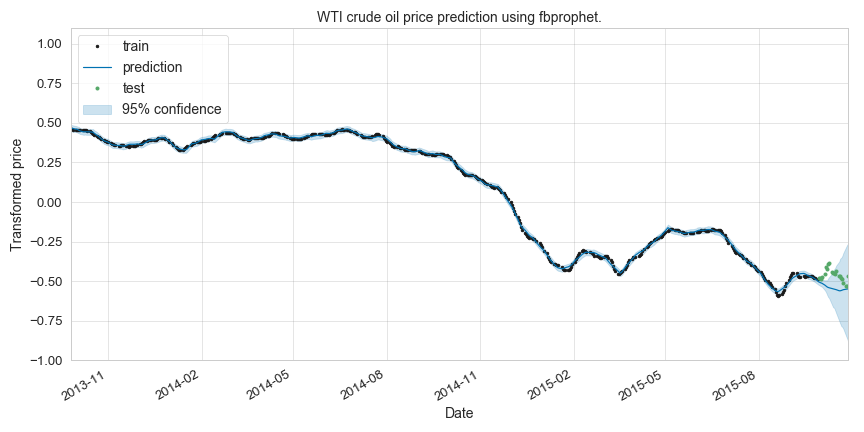 WTI crude oil price prediction using fbprophet.
train
prediction
test
95% confidence
Transformed price
1.00
0.75
0.50
0.25
0.00
−0.25
−0.50
−0.75
−1.00
2013-11
2014-02
2014-05
2014-08
2014-11
2015-02
2015-05
2015-08
Date